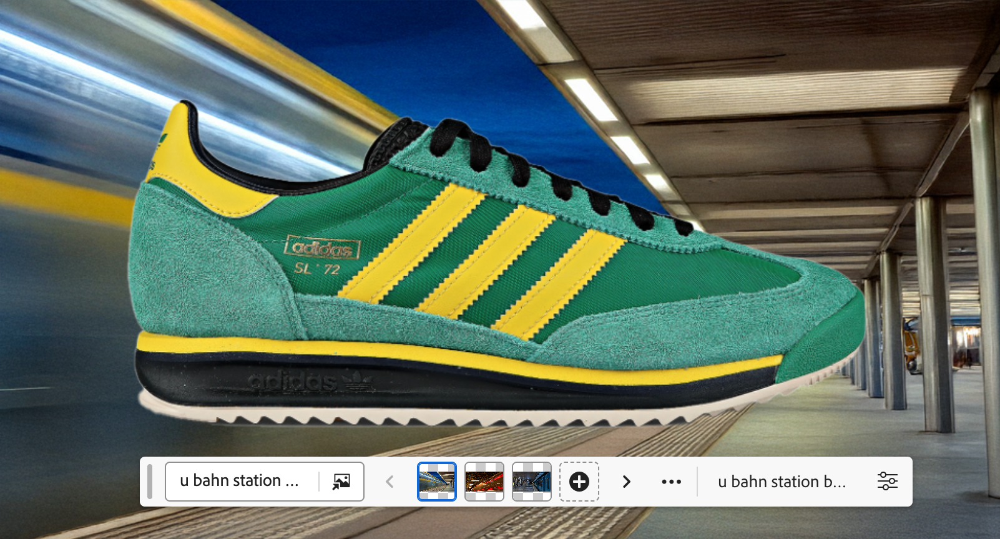 adidas
SL 72
adidas
u bahn station ...
u bahn station b...